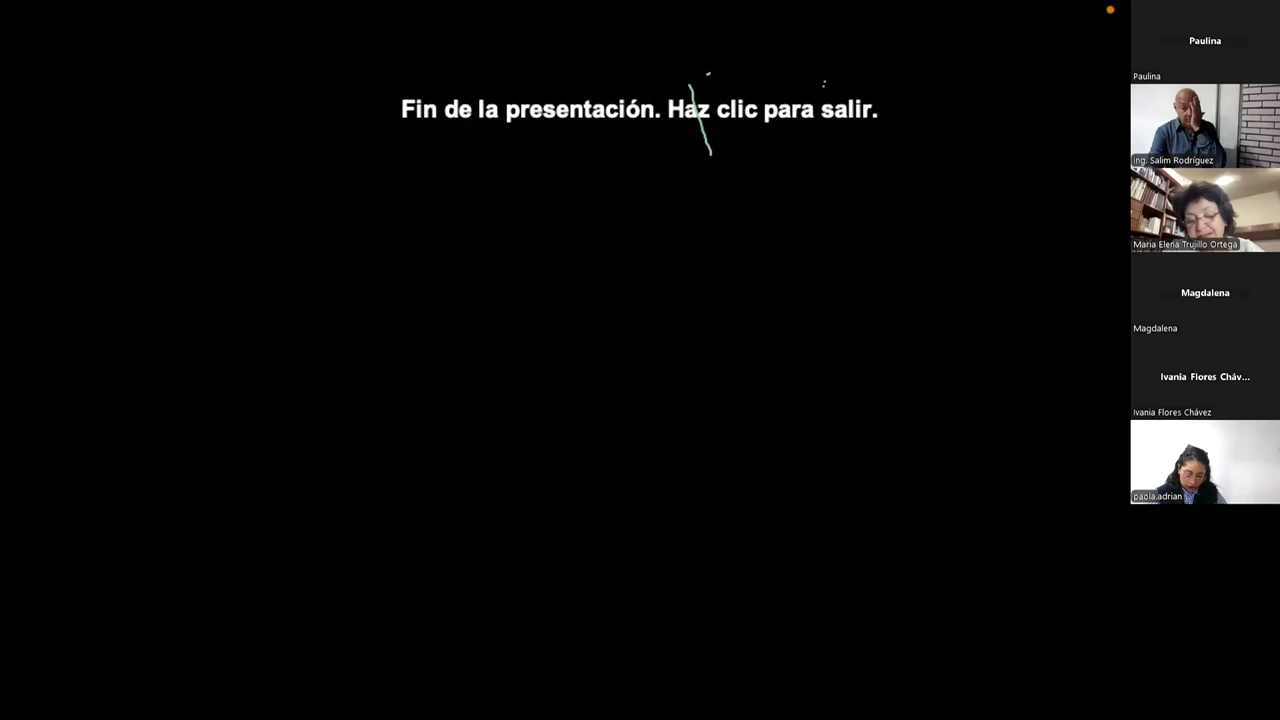 Fin de la presentación. Haz clic para salir.
Paulina
Paulina
Ing. Salim Rodríguez
Maria Elena Trujillo Ortega
Magdalena
Magdalena
Ivania Flores Cháv...
Ivania Flores Chávez
paola.adrian